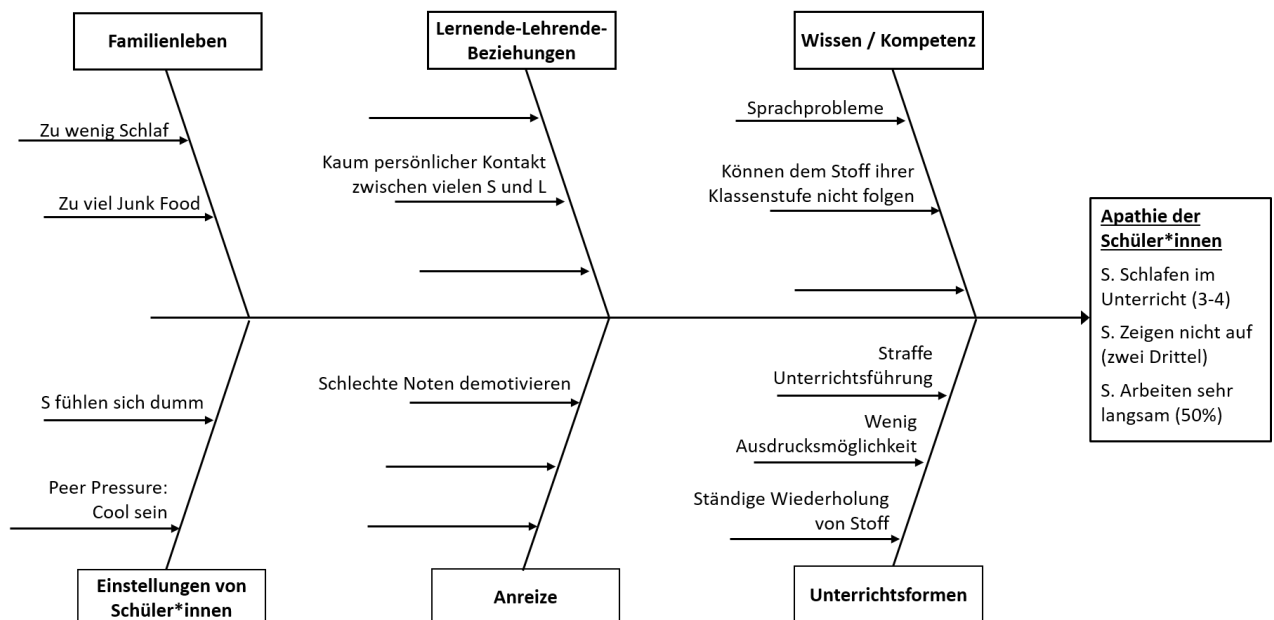 Familienleben
Lernende-Lehrende-
Beziehungen
Wissen / Kompetenz
Zu wenig Schlaf
Zu viel Junk Food
Kaum persönlicher Kontakt
zwischen vielen S und L
Sprachprobleme
Können dem Stoff ihrer
Klassenstufe nicht folgen
Apathie der
Schüler*innen
S. Schlafen im
Unterricht (3-4)
S. Zeigen nicht auf
(zwei Drittel)
S. Arbeiten sehr
langsam (50%)
S fühlen sich dumm
Peer Pressure:
Cool sein
Schlechte Noten demotivieren
Straffe
Unterrichtsführung
Wenig
Ausdrucksmöglichkeit
Ständige Wiederholung
von Stoff
Einstellungen von
Schüler*innen
Anreize
Unterrichtsformen